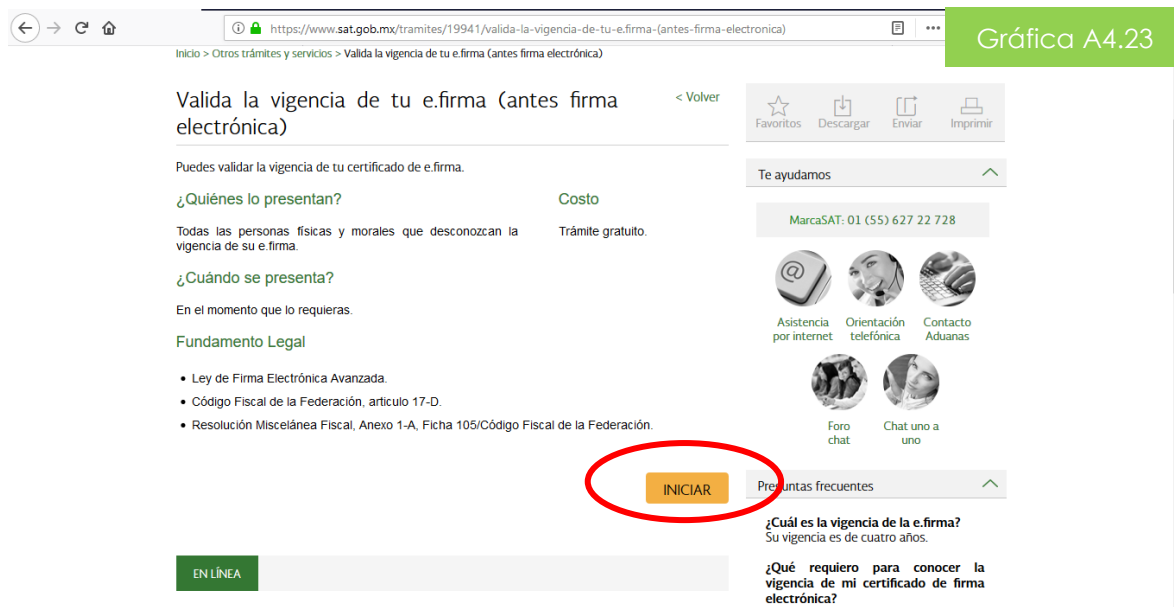 https://www.sat.gob.mx/tramites/19941/valida-la-vigencia-de-tu-e.firma-(antes-firma-electronica)
Gráfica A4.23
Inicio > Otros trámites y servicios > Valida la vigencia de tu e.firma (antes firma electrónica)
Valida la vigencia de tu e.firma (antes firma
electrónica)
< Volver
Puedes validar la vigencia de tu certificado de e.firma.
¿Quiénes lo presentan?
Todas las personas físicas y morales que desconozcan la
vigencia de su e.firma.
Costo
Trámite gratuito.
¿Cuándo se presenta?
En el momento que lo requieras.
Fundamento Legal
• Ley de Firma Electrónica Avanzada.
• Código Fiscal de la Federación, articulo 17-D.
• Resolución Miscelánea Fiscal, Anexo 1-A, Ficha 105/Código Fiscal de la Federación.
INICIAR
EN LÍNEA
Favoritos
Descargar
Enviar
Imprimir
Te ayudamos
MarcaSAT: 01 (55) 627 22 728
@
Asistencia
por internet
Orientación
telefónica
Contacto
Aduanas
Foro
chat
Chat uno a
uno
Preguntas frecuentes
¿Cuál es la vigencia de la e.firma?
Su vigencia es de cuatro años.
¿Qué requiero para conocer la
vigencia de mi certificado de firma
electrónica?